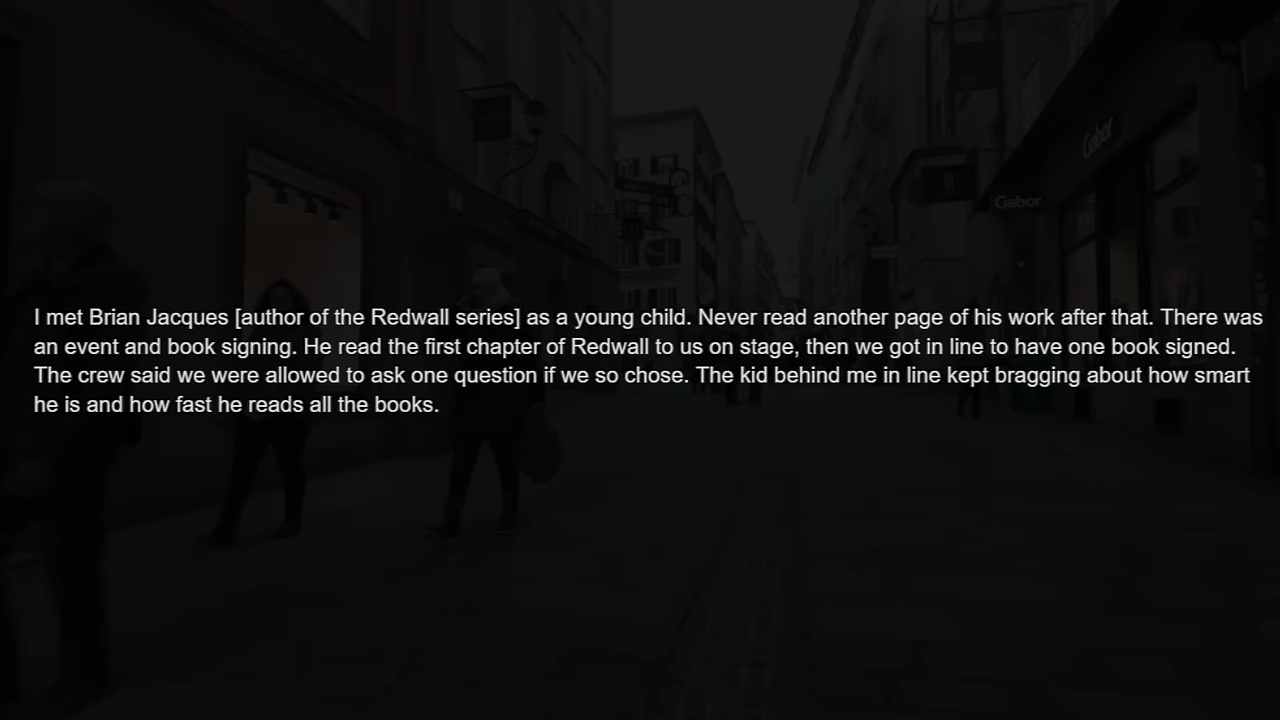 Gabor
Gabor
I met Brian Jacques [author of the Redwall series] as a young child. Never read another page of his work after that. There was
an event and book signing. He read the first chapter of Redwall to us on stage, then we got in line to have one book signed.
The crew said we were allowed to ask one question if we so chose. The kid behind me in line kept bragging about how smart
he is and how fast he reads all the books.